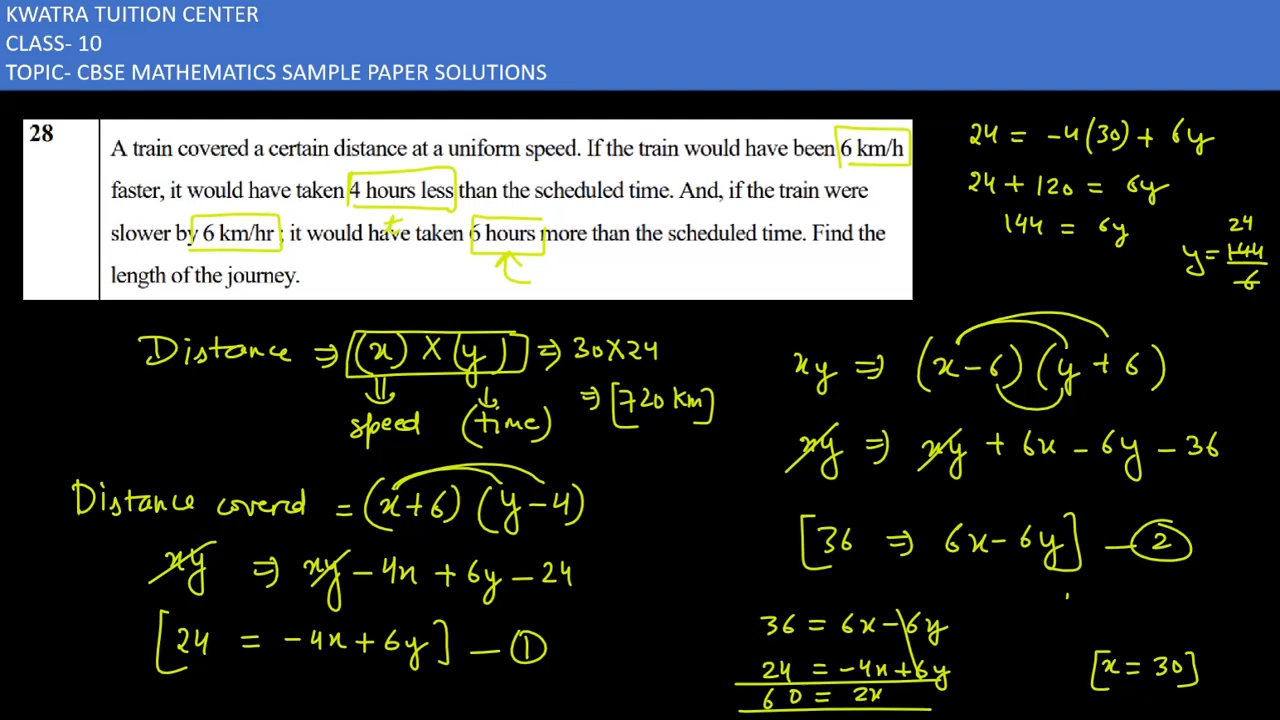 KWATRA TUITION CENTER
CLASS- 10
TOPIC- CBSE MATHEMATICS SAMPLE PAPER SOLUTIONS
28
A train covered a certain distance at a uniform speed. If the train would have been 6 km/h
faster, it would have taken 4 hours less than the scheduled time. And, if the train were
slower by 6 km/hr ; it would have taken 6 hours more than the scheduled time. Find the
length of the journey.
t
Distance ⇒ (x) × (y) ⇒ 30×24
⇒ [720 Km]
speed (time)
Distance coverd = (x+6) (y-4)
xy ⇒ xy - 4x + 6y - 24
[24 = -4x + 6y] - ①
24 = -4(30) + 6y
24 + 120 = 6y
144 = 6y
24
y = 144/6
xy ⇒ (x-6) (y+6)
xy ⇒ xy + 6x - 6y - 36
[36 ⇒ 6x - 6y] - ②
36 = 6x - 6y
24 = -4x + 6y
60 = 2x
[x = 30]